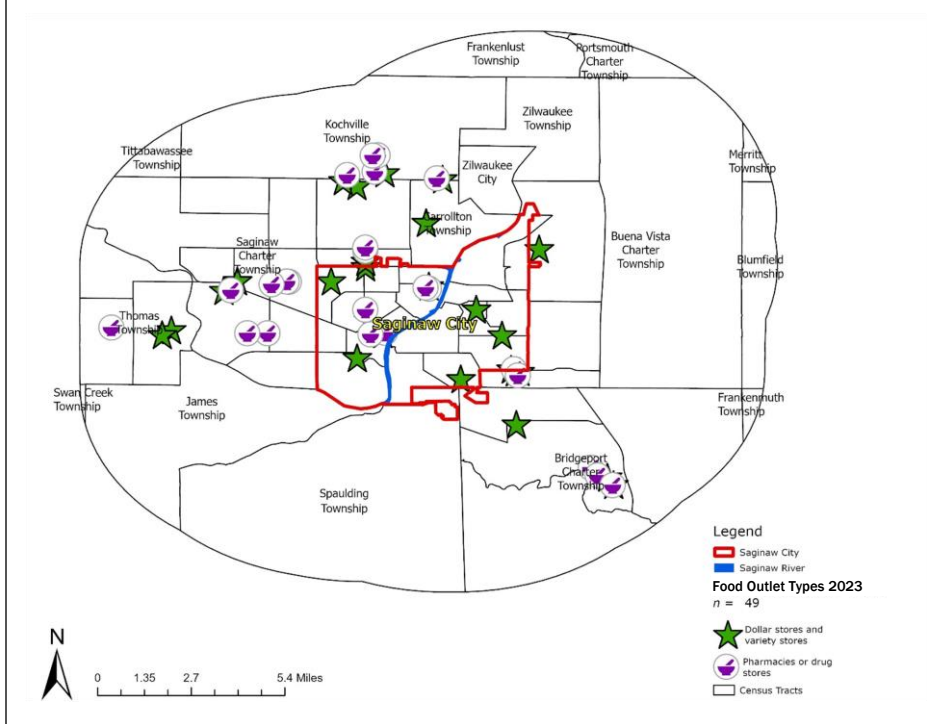 Frankenlust
Township
Portsmouth
Charter
Township
Kochville
Township
Zilwaukee
Township
Tittabawassee
Township
Zilwaukee
City
Merritt
Township
Carrollton
Township
Saginaw
Charter
Township
Buena Vista
Charter
Township
Blumfield
Township
Thomas
Township
Saginaw City
Swan Creek
Township
James
Township
Frankenmuth
Township
Bridgeport
Charter
Township
Spaulding
Township
Legend
Saginaw City
Saginaw River
Food Outlet Types 2023
n = 49
Dollar stores and
variety stores
Pharmacies or drug
stores
Census Tracts
N
0 1.35 2.7 5.4 Miles